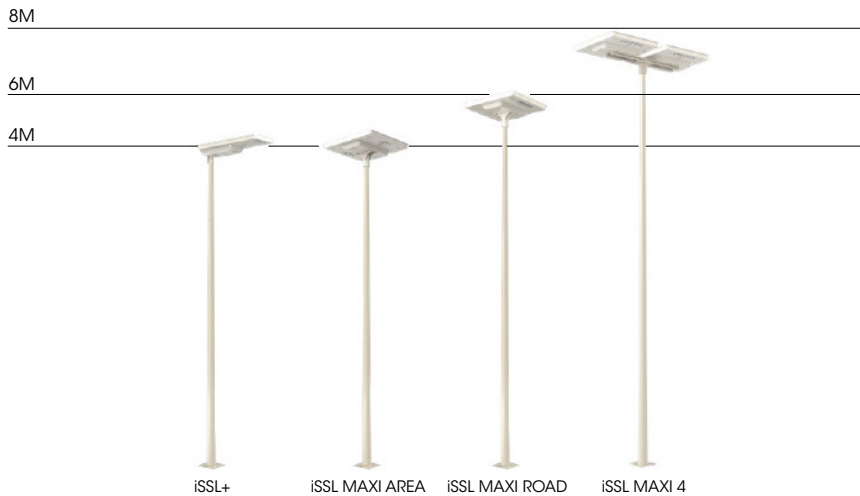 8M
6M
4M
iSSL+
iSSL MAXI AREA
iSSL MAXI ROAD
iSSL MAXI 4